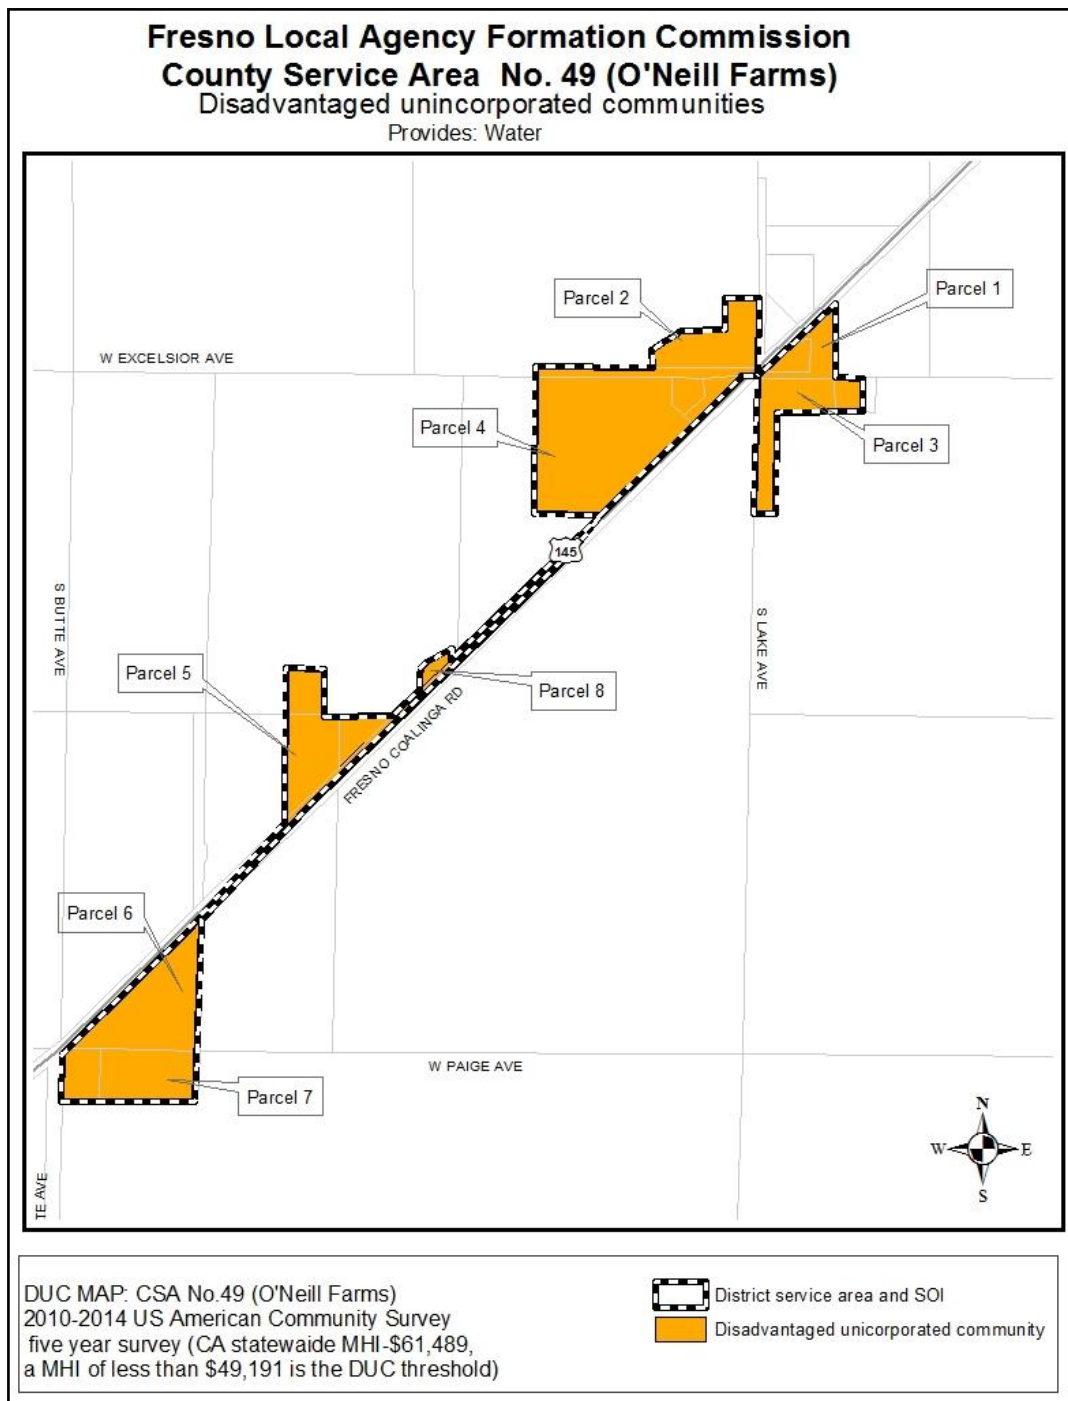 Fresno Local Agency Formation Commission
County Service Area No. 49 (O'Neill Farms)
Disadvantaged unincorporated communities
Provides: Water
Parcel 1
Parcel 2
W EXCELSIOR AVE
Parcel 4
Parcel 3
145
S BUTTE AVE
S LAKE AVE
Parcel 5
Parcel 8
FRESNO COALINGA RD
Parcel 6
W PAIGE AVE
Parcel 7
N
W E
S
TE AVE
DUC MAP: CSA No.49 (O'Neill Farms)
2010-2014 US American Community Survey
five year survey (CA statewide MHI-$61,489,
a MHI of less than $49,191 is the DUC threshold)
District service area and SOI
Disadvantaged unicorporated community